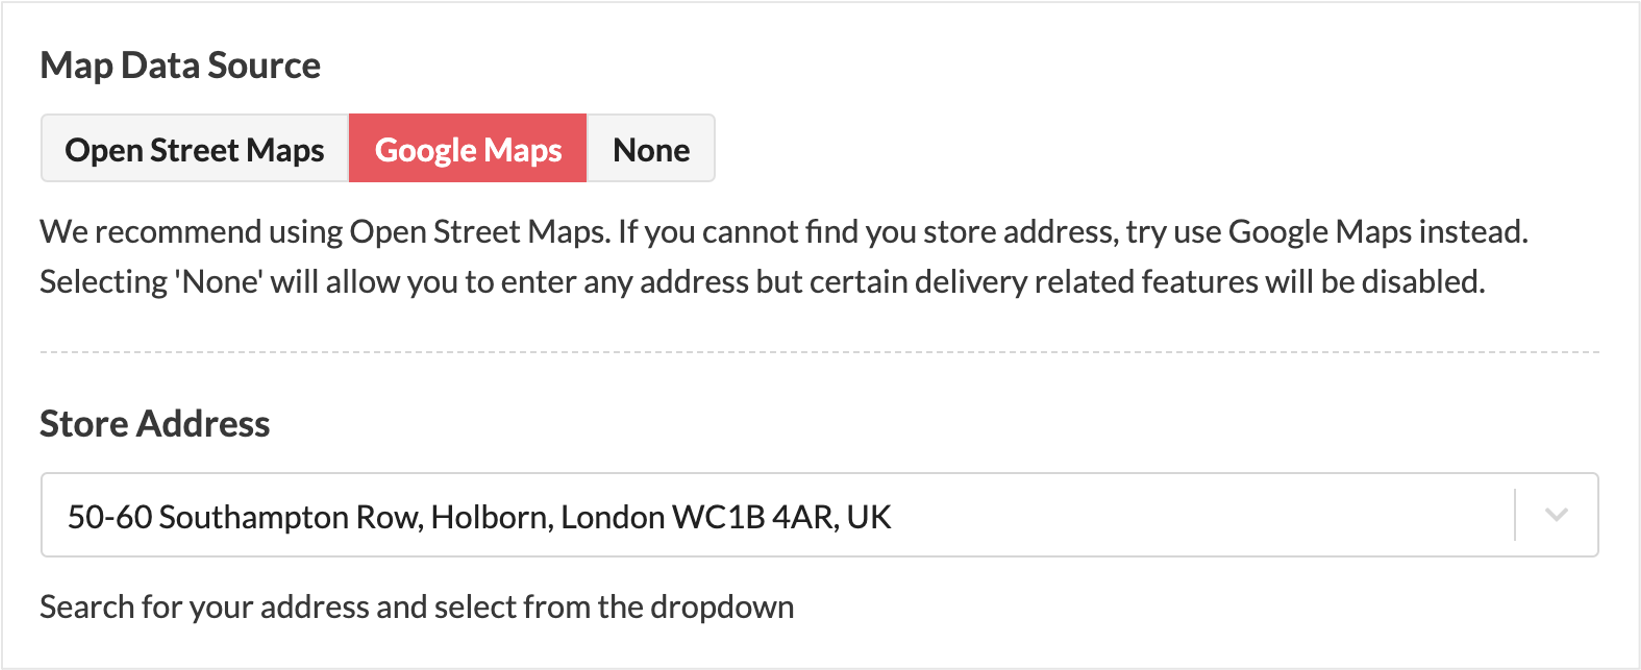 Map Data Source
Open Street Maps Google Maps None
We recommend using Open Street Maps. If you cannot find you store address, try use Google Maps instead.
Selecting 'None' will allow you to enter any address but certain delivery related features will be disabled.
Store Address
50-60 Southampton Row, Holborn, London WC1B 4AR, UK
Search for your address and select from the dropdown